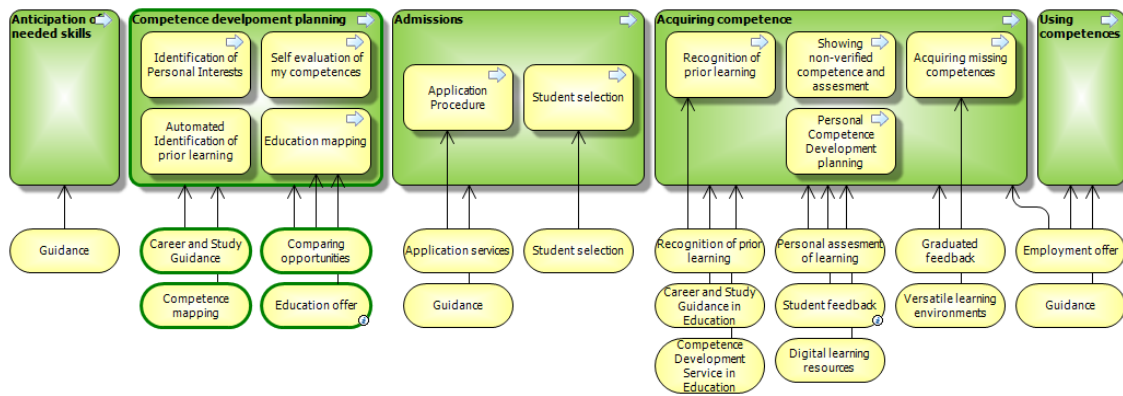 Anticipation of
needed skills
Competence develpoment planning
Identification of
Personal Interests
Self evaluation of
my competences
Automated
Identification of
prior learning
Education mapping
Admissions
Application
Procedure
Student selection
Acquiring competence
Recognition of
prior learning
Showing
non-verified
competence and
assesment
Acquiring missing
competences
Personal
Competence
Development
planning
Using
competences
Guidance
Career and Study
Guidance
Comparing
opportunities
Competence
mapping
Education offer
Application services
Student selection
Guidance
Recognition of prior
learning
Personal assesment
of learning
Graduated
feedback
Employment offer
Career and Study
Guidance in
Education
Student feedback
Versatile learning
environments
Guidance
Competence
Development
Service in
Education
Digital learning
resources